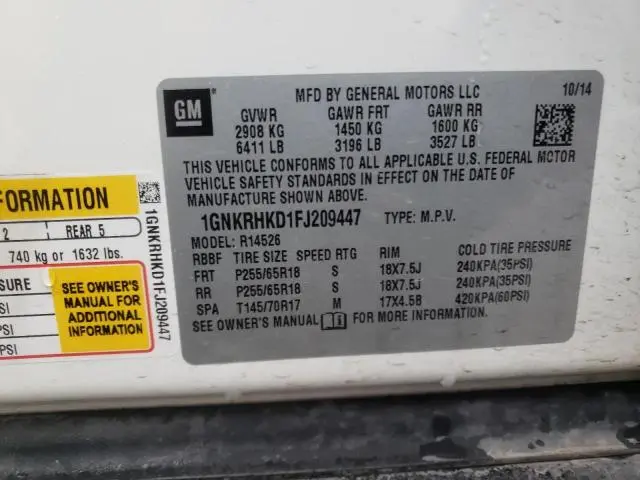 GM
MFD BY GENERAL MOTORS LLC 10/14
GVWR GAWR FRT GAWR RR
2908 KG 1450 KG 1600 KG
6411 LB 3196 LB 3527 LB
THIS VEHICLE CONFORMS TO ALL APPLICABLE U.S. FEDERAL MOTOR
VEHICLE SAFETY STANDARDS IN EFFECT ON THE DATE OF
MANUFACTURE SHOWN ABOVE.
1GNKRHKD1FJ209447 TYPE: M.P.V.
MODEL: R14526
RBBF TIRE SIZE SPEED RTG RIM COLD TIRE PRESSURE
FRT P255/65R18 S 18X7.5J 240KPA(35PSI)
RR P255/65R18 S 18X7.5J 240KPA(35PSI)
SPA T145/70R17 M 17X4.5B 420KPA(60PSI)
SEE OWNER'S MANUAL FOR MORE INFORMATION.
FORMATION
2 REAR 5
740 kg or 1632 lbs.
SURE
PSI)
PSI)
PSI)
SEE OWNER'S
MANUAL FOR
ADDITIONAL
INFORMATION
1GNKRHKD1FJ209447